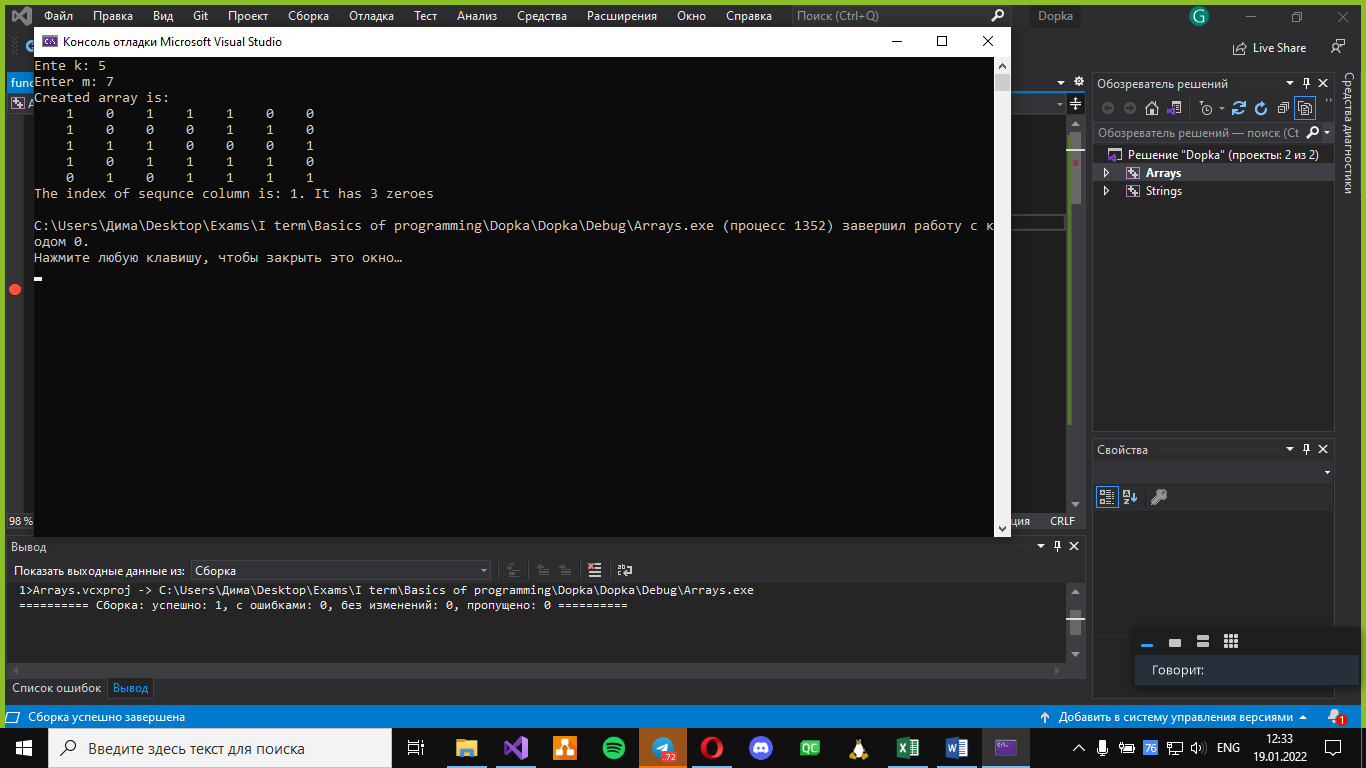 Файл Правка Вид Git Проект Сборка Отладка Тест Анализ Средства Расширения Окно Справка Поиск (Ctrl+Q) Dopka G
Консоль отладки Microsoft Visual Studio
Live Share
Ente k: 5
Enter m: 7
Created array is:
1 0 1 1 1 0 0
1 0 0 0 1 1 0
1 1 1 0 0 0 1
1 0 1 1 1 1 0
0 1 0 1 1 1 1
The index of sequnce column is: 1. It has 3 zeroes
C:\Users\Дима\Desktop\Exams\I term\Basics of programming\Dopka\Dopka\Debug\Arrays.exe (процесс 1352) завершил работу с к
одом 0.
Нажмите любую клавишу, чтобы закрыть это окно…
func
98 %
ция CRLF
Обозреватель решений
Обозреватель решений — поиск (Ct
Решение "Dopka" (проекты: 2 из 2)
Arrays
Strings
Средства диагностики
Свойства
Вывод
Показать выходные данные из: Сборка
1>Arrays.vcxproj -> C:\Users\Дима\Desktop\Exams\I term\Basics of programming\Dopka\Dopka\Debug\Arrays.exe
========== Сборка: успешно: 1, с ошибками: 0, без изменений: 0, пропущено: 0 ==========
Говорит:
Список ошибок Вывод
Сборка успешно завершена
Добавить в систему управления версиями 1
Введите здесь текст для поиска
72
QC
76
ENG
12:33
19.01.2022